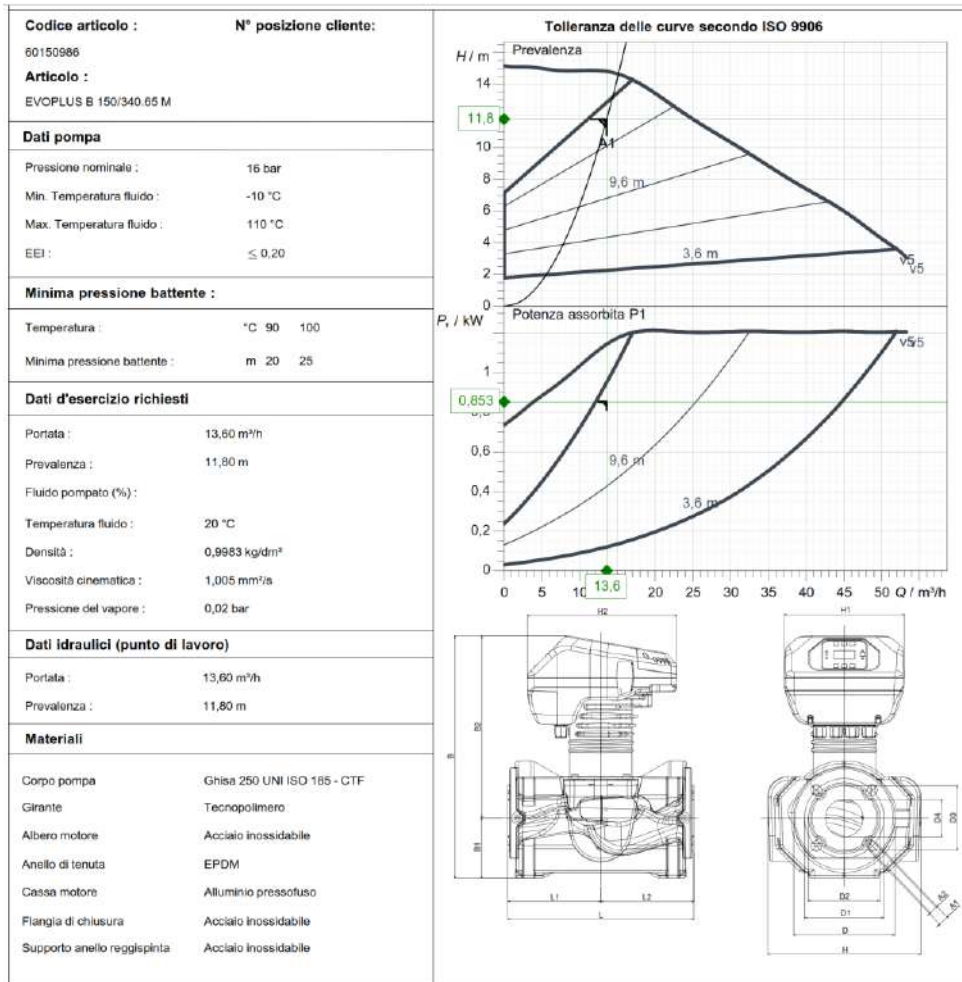 Codice articolo : N° posizione cliente:
60150986
Articolo :
EVOPLUS B 150/340.65 M
Dati pompa
Pressione nominale : 16 bar
Min. Temperatura fluido : -10 °C
Max. Temperatura fluido : 110 °C
EEI : ≤ 0,20
Minima pressione battente :
Temperatura : °C 90 100
Minima pressione battente : m 20 25
Dati d'esercizio richiesti
Portata : 13,60 m³/h
Prevalenza : 11,80 m
Fluido pompato (%) :
Temperatura fluido : 20 °C
Densità : 0,9983 kg/dm³
Viscosità cinematica : 1,005 mm²/s
Pressione del vapore : 0,02 bar
Dati idraulici (punto di lavoro)
Portata : 13,60 m³/h
Prevalenza : 11,80 m
Materiali
Corpo pompa Ghisa 250 UNI ISO 185 - CTF
Girante Tecnopolimero
Albero motore Acciaio inossidabile
Anello di tenuta EPDM
Cassa motore Alluminio pressofuso
Flangia di chiusura Acciaio inossidabile
Supporto anello reggispinta Acciaio inossidabile
Tolleranza delle curve secondo ISO 9906
H / m Prevalenza
14
11,8
A1
10
9,6 m
8
6
4
3,6 m
v5
v5
2
0
P₁ / kW Potenza assorbita P1
v5
v5
1
0,853
0,6
9,6 m
0,4
3,6 m
0,2
0
0 5 13,6 20 25 30 35 40 45 50 Q / m³/h
H2 H1
B2
B
B1
D4
D3
L1 L2
L
D2
D1
D
H
A2
A1